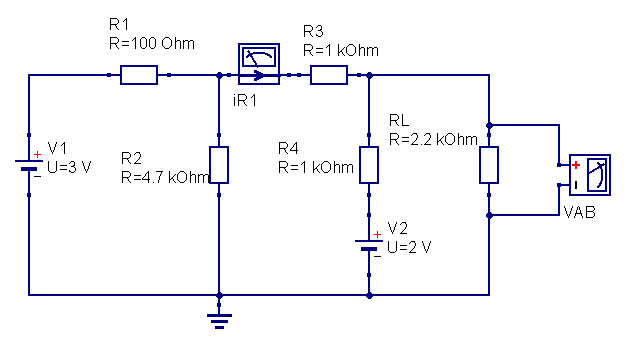 R1
R=100 Ohm
iR1
R3
R=1 kOhm
V1
U=3 V
R2
R=4.7 kOhm
R4
R=1 kOhm
RL
R=2.2 kOhm
V2
U=2 V
VAB